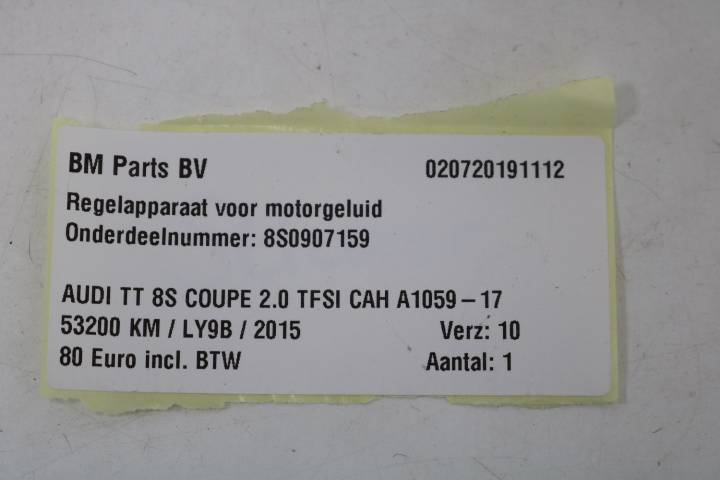 BM Parts BV 020720191112
Regelapparaat voor motorgeluid
Onderdeelnummer: 8S0907159
AUDI TT 8S COUPE 2.0 TFSI CAH A1059-17
53200 KM / LY9B / 2015 Verz: 10
80 Euro incl. BTW Aantal: 1